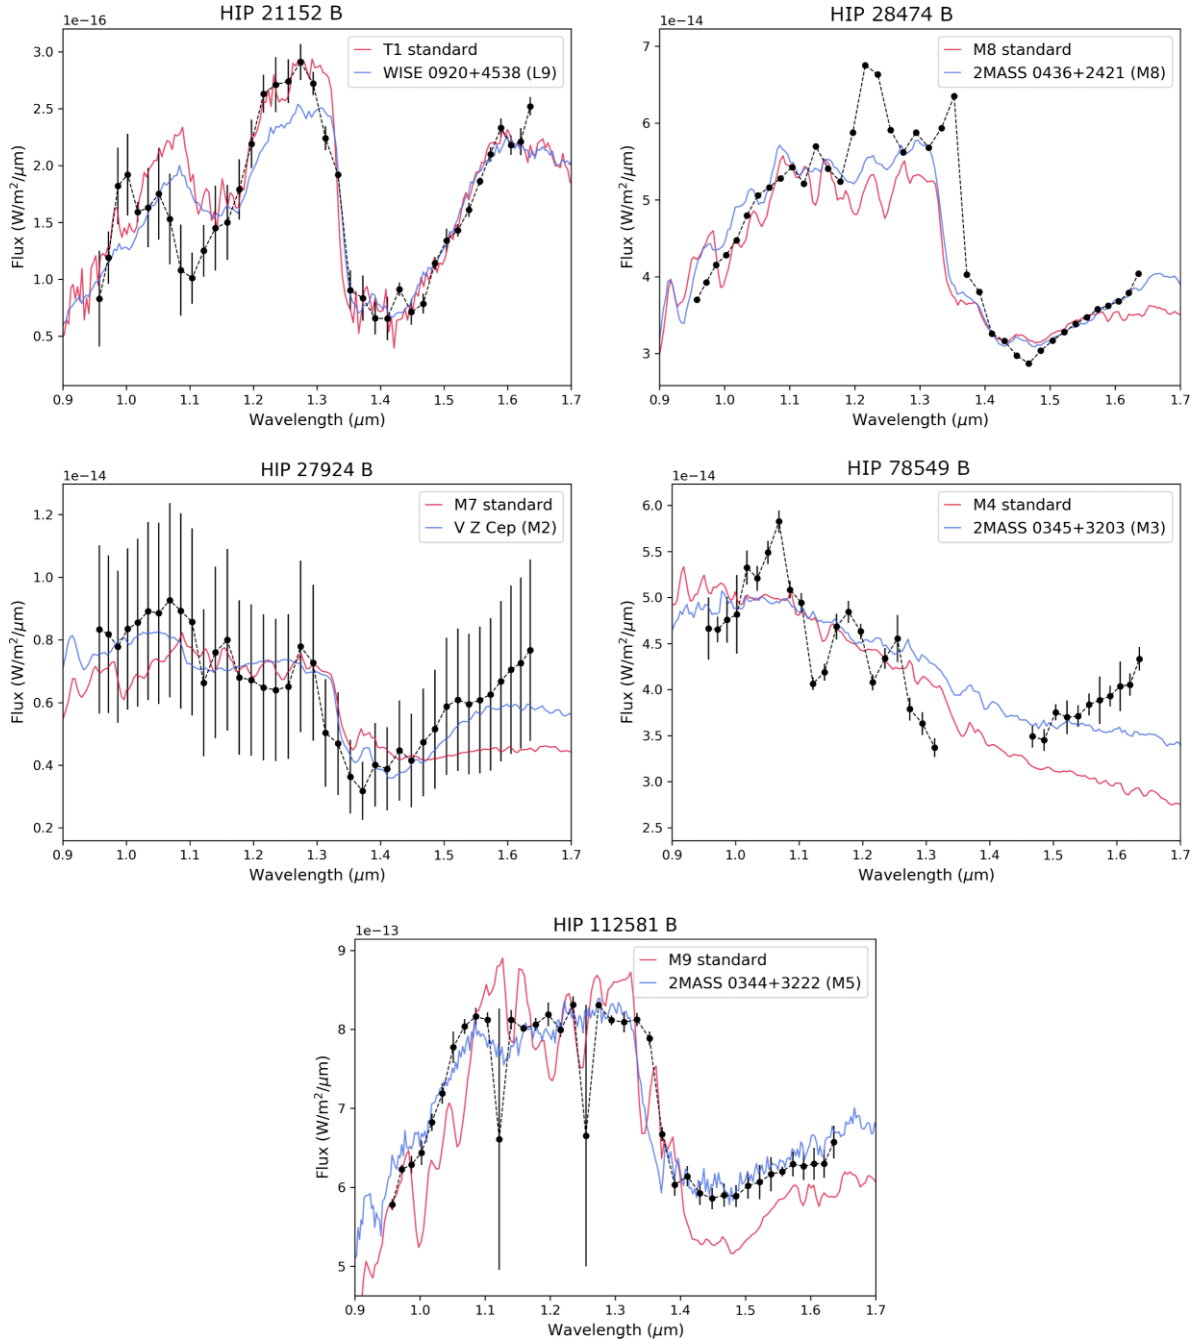 HIP 21152 B
1e−16
T1 standard
WISE 0920+4538 (L9)
3.0
2.5
2.0
1.5
1.0
0.5
Flux (W/m²/μm)
0.9 1.0 1.1 1.2 1.3 1.4 1.5 1.6 1.7
Wavelength (μm)
HIP 28474 B
1e−14
M8 standard
2MASS 0436+2421 (M8)
7
6
5
4
3
Flux (W/m²/μm)
0.9 1.0 1.1 1.2 1.3 1.4 1.5 1.6 1.7
Wavelength (μm)
HIP 27924 B
1e−14
M7 standard
V Z Cep (M2)
1.2
1.0
0.8
0.6
0.4
0.2
Flux (W/m²/μm)
0.9 1.0 1.1 1.2 1.3 1.4 1.5 1.6 1.7
Wavelength (μm)
HIP 78549 B
1e−14
M4 standard
2MASS 0345+3203 (M3)
6.0
5.5
5.0
4.5
4.0
3.5
3.0
2.5
Flux (W/m²/μm)
0.9 1.0 1.1 1.2 1.3 1.4 1.5 1.6 1.7
Wavelength (μm)
HIP 112581 B
1e−13
M9 standard
2MASS 0344+3222 (M5)
9
8
7
6
5
Flux (W/m²/μm)
0.9 1.0 1.1 1.2 1.3 1.4 1.5 1.6 1.7
Wavelength (μm)